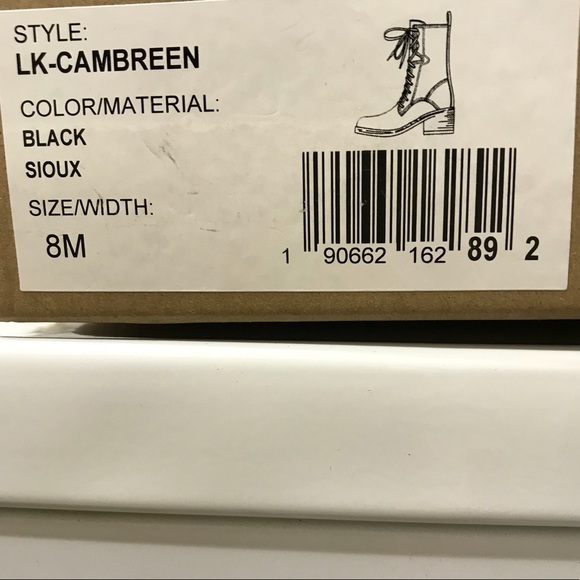 STYLE:
LK-CAMBREEN
COLOR/MATERIAL:
BLACK
SIOUX
SIZE/WIDTH:
8M
1 90662 162 89 2